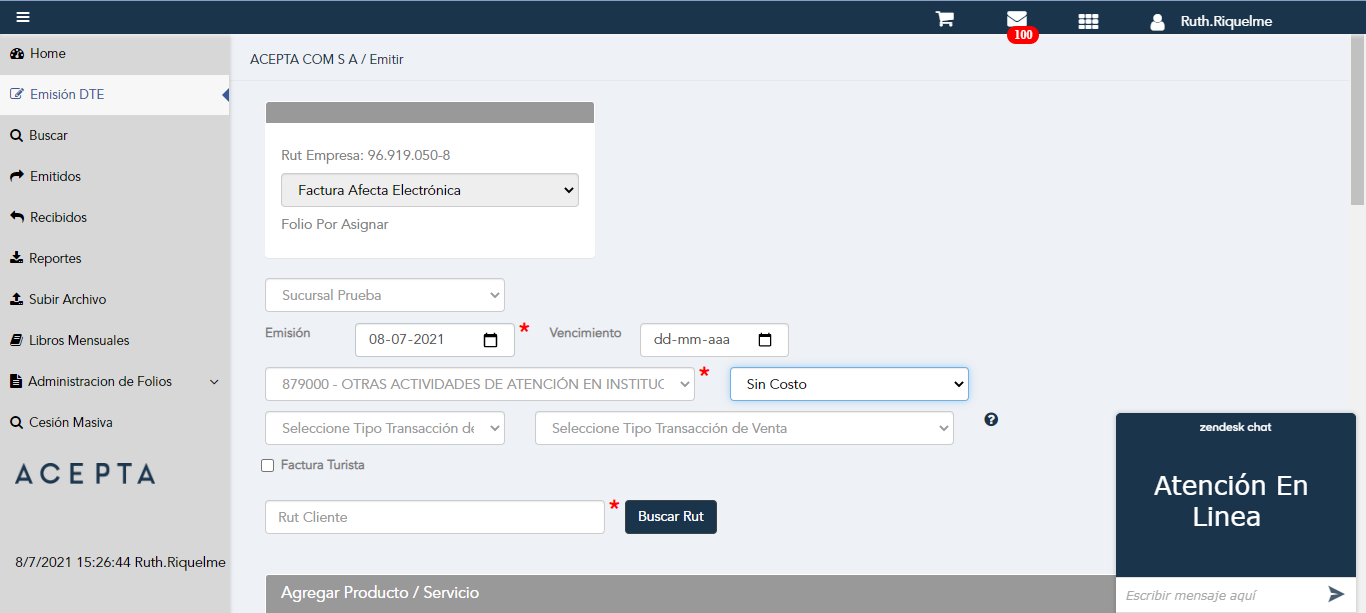 100
Ruth.Riquelme
Home
Emisión DTE
Buscar
Emitidos
Recibidos
Reportes
Subir Archivo
Libros Mensuales
Administracion de Folios
Cesión Masiva
ACEPTA
8/7/2021 15:26:44 Ruth.Riquelme
ACEPTA COM S A / Emitir
Rut Empresa: 96.919.050-8
Factura Afecta Electrónica
Folio Por Asignar
Sucursal Prueba
Emisión 08-07-2021 * Vencimiento dd-mm-aaa
879000 - OTRAS ACTIVIDADES DE ATENCIÓN EN INSTITUC * Sin Costo
Seleccione Tipo Transacción de Seleccione Tipo Transacción de Venta ?
Factura Turista
Rut Cliente * Buscar Rut
Agregar Producto / Servicio
zendesk chat
Atención En
Linea
Escribir mensaje aquí